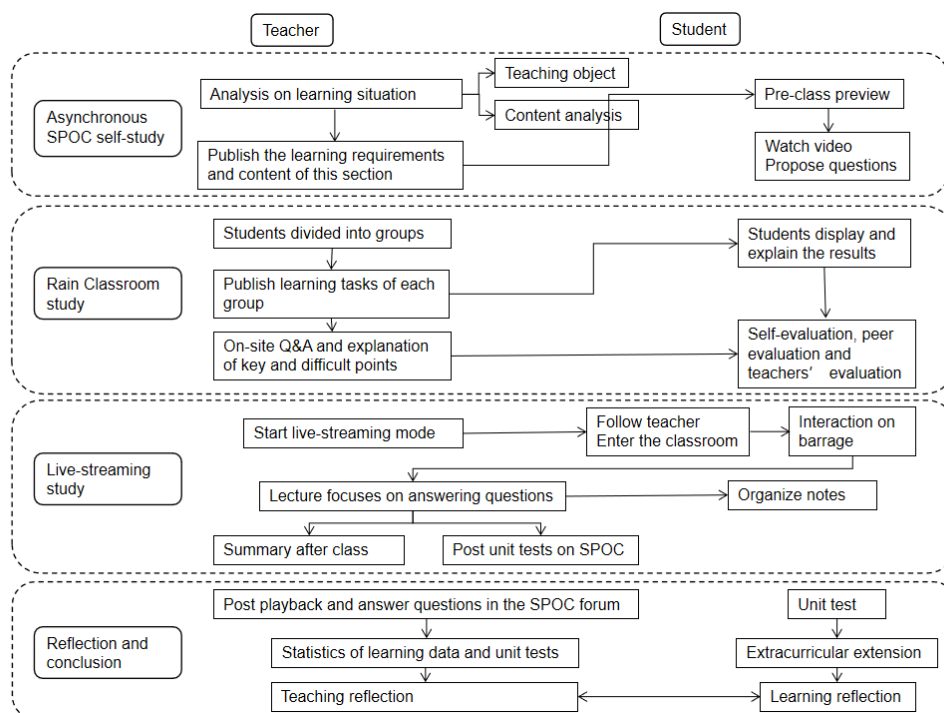 Teacher
Student
Asynchronous
SPOC self-study
Analysis on learning situation
Teaching object
Content analysis
Publish the learning requirements
and content of this section
Pre-class preview
Watch video
Propose questions
Rain Classroom
study
Students divided into groups
Publish learning tasks of each
group
On-site Q&A and explanation
of key and difficult points
Students display and
explain the results
Self-evaluation, peer
evaluation and
teachers' evaluation
Live-streaming
study
Start live-streaming mode
Follow teacher
Enter the classroom
Interaction on
barrage
Lecture focuses on answering questions
Organize notes
Summary after class
Post unit tests on SPOC
Reflection and
conclusion
Post playback and answer questions in the SPOC forum
Unit test
Statistics of learning data and unit tests
Extracurricular extension
Teaching reflection
Learning reflection